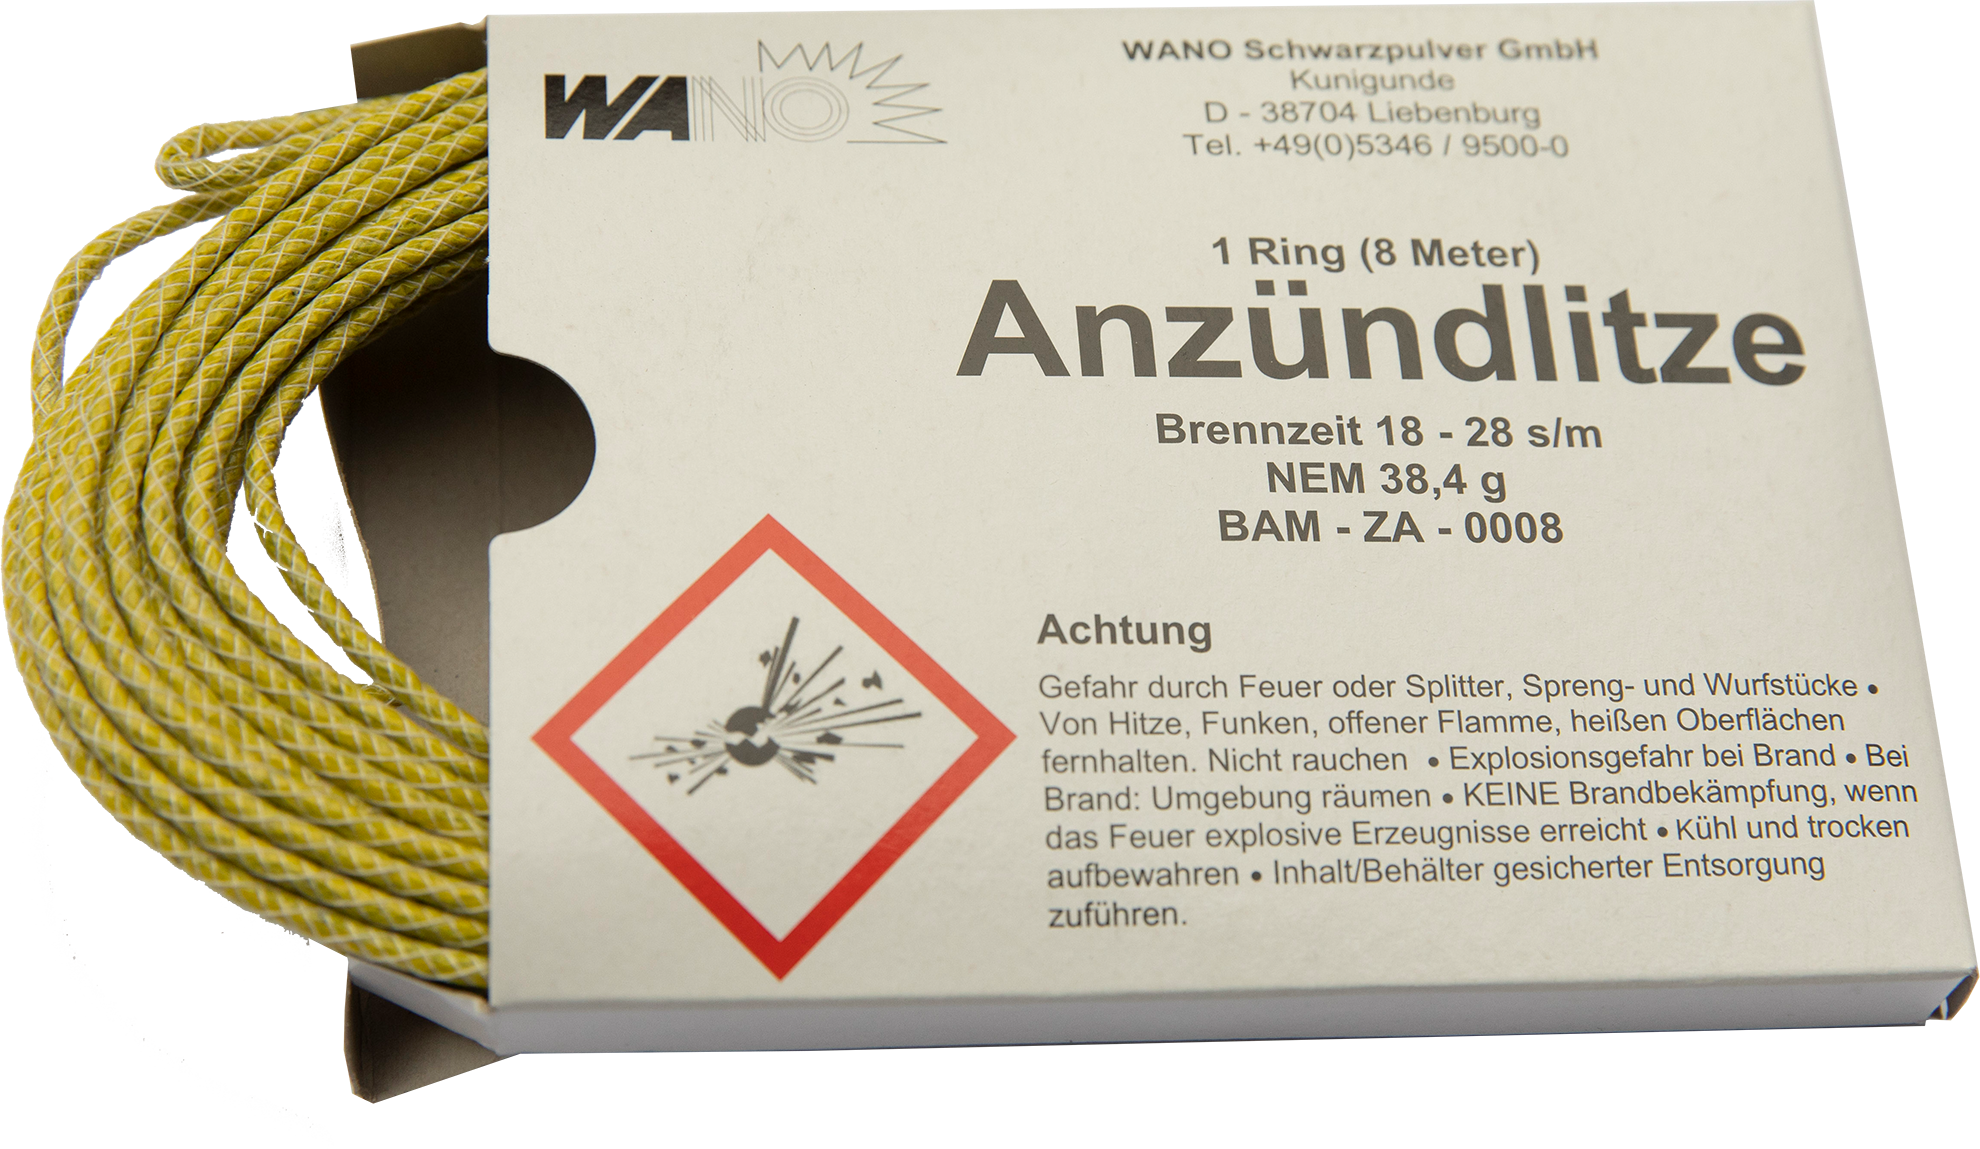 WANO
WANO Schwarzpulver GmbH
Kunigunde
D - 38704 Liebenburg
Tel. +49(0)5346 / 9500-0
1 Ring (8 Meter)
Anzündlitze
Brennzeit 18 - 28 s/m
NEM 38,4 g
BAM - ZA - 0008
Achtung
Gefahr durch Feuer oder Splitter, Spreng- und Wurfstücke •
Von Hitze, Funken, offener Flamme, heißen Oberflächen
fernhalten. Nicht rauchen • Explosionsgefahr bei Brand • Bei
Brand: Umgebung räumen • KEINE Brandbekämpfung, wenn
das Feuer explosive Erzeugnisse erreicht • Kühl und trocken
aufbewahren • Inhalt/Behälter gesicherter Entsorgung
zuführen.